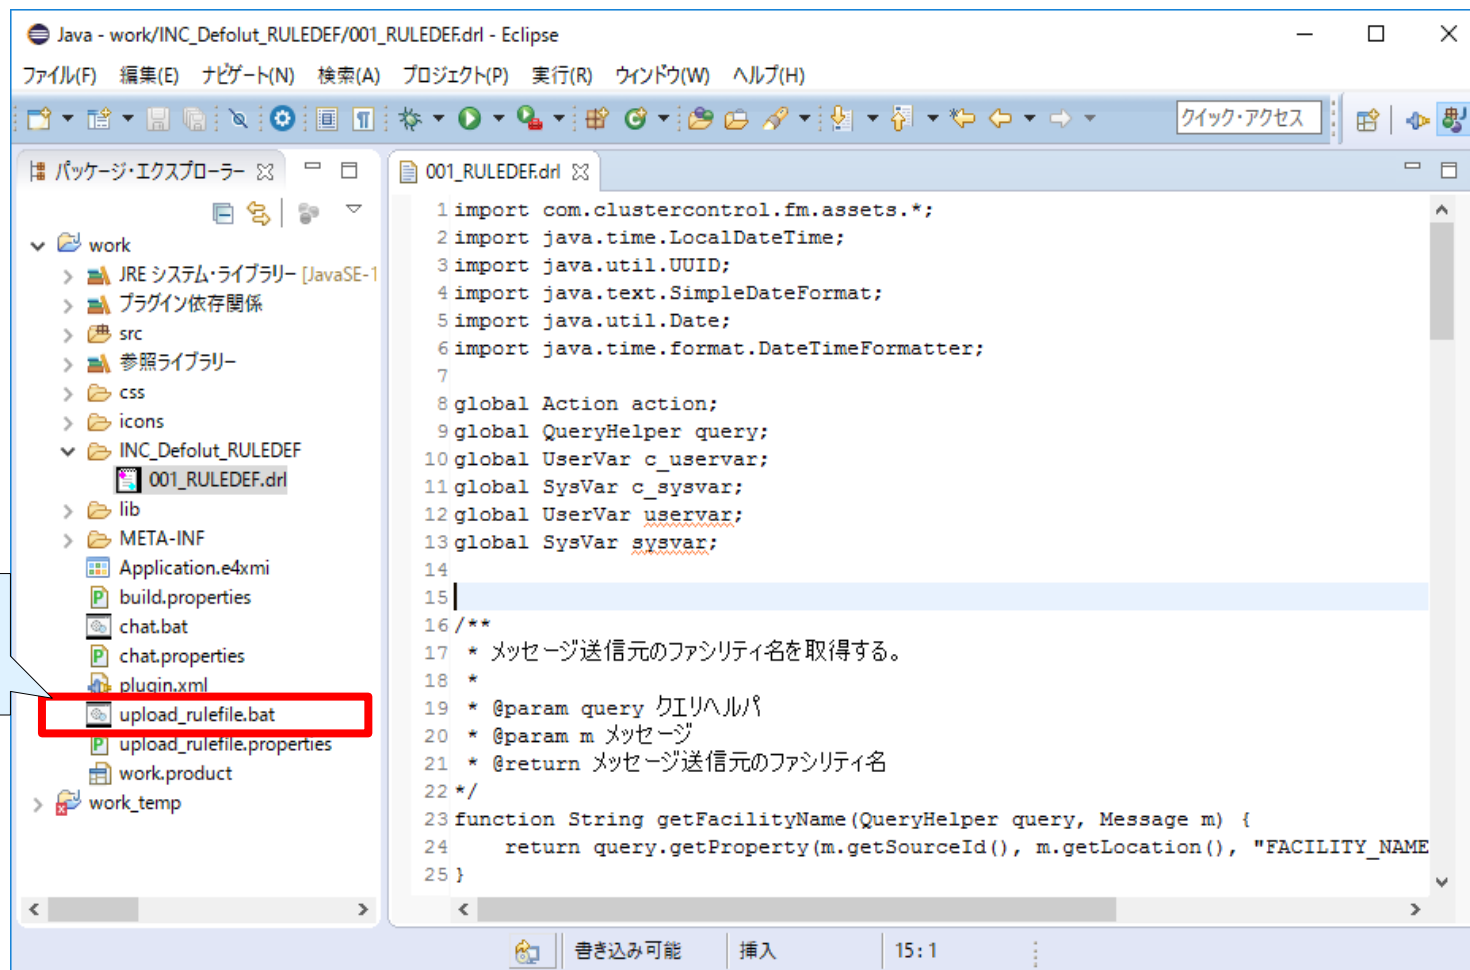 Java - work/INC_Defolut_RULEDEF/001_RULEDEF.drl - Eclipse
ファイル(F) 編集(E) ナビゲート(N) 検索(A) プロジェクト(P) 実行(R) ウィンドウ(W) ヘルプ(H)
クイック・アクセス
パッケージ・エクスプローラー
work
JRE システム・ライブラリー [JavaSE-1
プラグイン依存関係
src
参照ライブラリー
css
icons
INC_Defolut_RULEDEF
001_RULEDEF.drl
lib
META-INF
Application.e4xmi
build.properties
chat.bat
chat.properties
plugin.xml
upload_rulefile.bat
upload_rulefile.properties
work.product
work_temp
001_RULEDEF.drl
1 import com.clustercontrol.fm.assets.*;
2 import java.time.LocalDateTime;
3 import java.util.UUID;
4 import java.text.SimpleDateFormat;
5 import java.util.Date;
6 import java.time.format.DateTimeFormatter;
7
8 global Action action;
9 global QueryHelper query;
10 global UserVar c_uservar;
11 global SysVar c_sysvar;
12 global UserVar uservar;
13 global SysVar sysvar;
14
15
16 /**
17 * メッセージ送信元のファシリティ名を取得する。
18 *
19 * @param query クエリヘルパ
20 * @param m メッセージ
21 * @return メッセージ送信元のファシリティ名
22 */
23 function String getFacilityName(QueryHelper query, Message m) {
24 return query.getProperty(m.getSourceId(), m.getLocation(), "FACILITY_NAME
25 }
書き込み可能 挿入 15:1